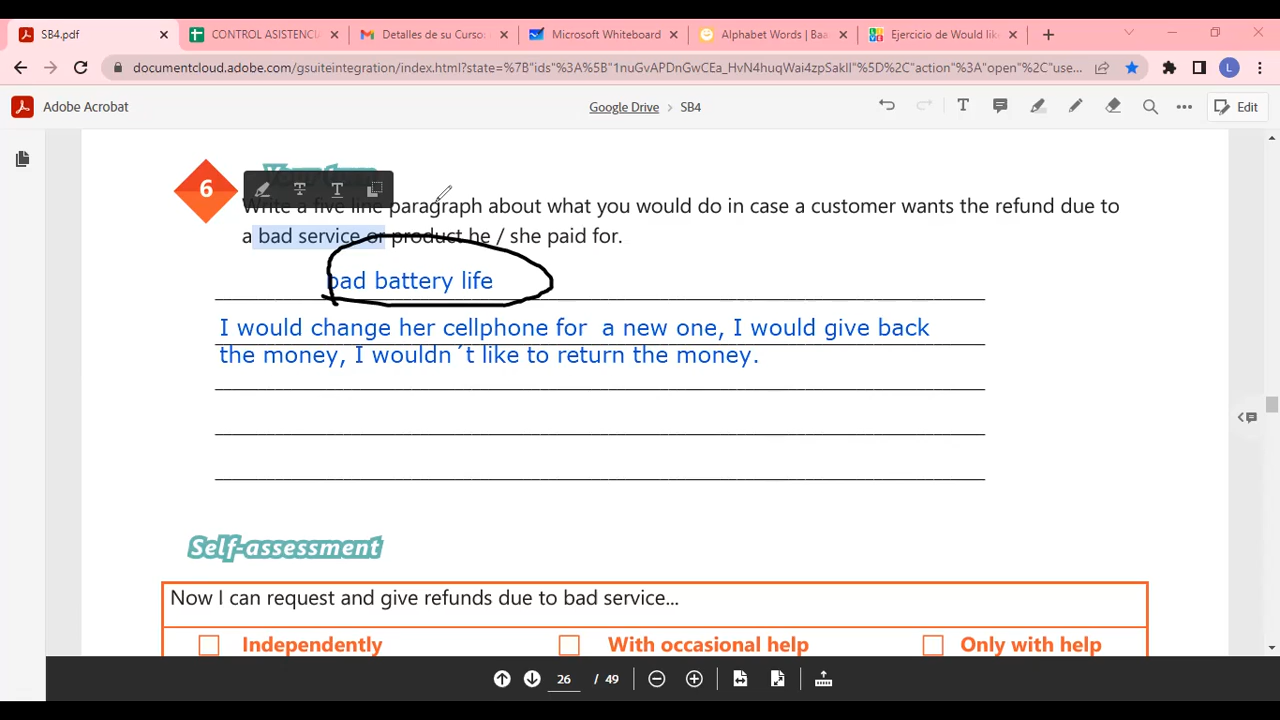 SB4.pdf
CONTROL ASISTENCI
Detalles de su Curso:
Microsoft Whiteboard
Alphabet Words | Baa
Ejercicio de Would like
documentcloud.adobe.com/gsuiteintegration/index.html?state=%7B"ids"%3A%5B"1nuGvAPDnGwCEa_HvN4huqWai4zpSakII"%5D%2C"action"%3A"open"%2C"use...
L
Adobe Acrobat
Google Drive > SB4
Edit
6
Your turn
Write a five line paragraph about what you would do in case a customer wants the refund due to
a bad service or product he / she paid for.
bad battery life
I would change her cellphone for a new one, I would give back
the money, I wouldn´t like to return the money.
Self-assessment
Now I can request and give refunds due to bad service...
Independently
With occasional help
Only with help
26 / 49